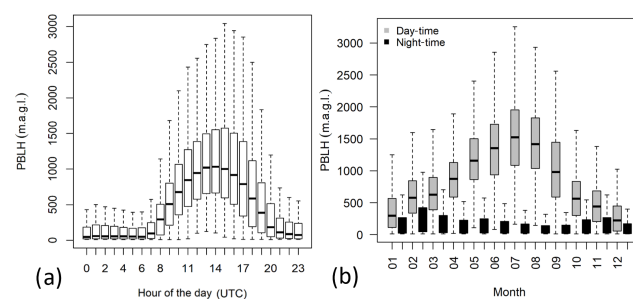 3000
2500
2000
1500
1000
500
0
PBLH (m.a.g.l.)
0 2 4 6 8 11 14 17 20 23
Hour of the day (UTC)
(a)
Day-time
Night-time
3000
2500
2000
1500
1000
500
0
PBLH (m.a.g.l.)
01 02 03 04 05 06 07 08 09 10 11 12
Month
(b)